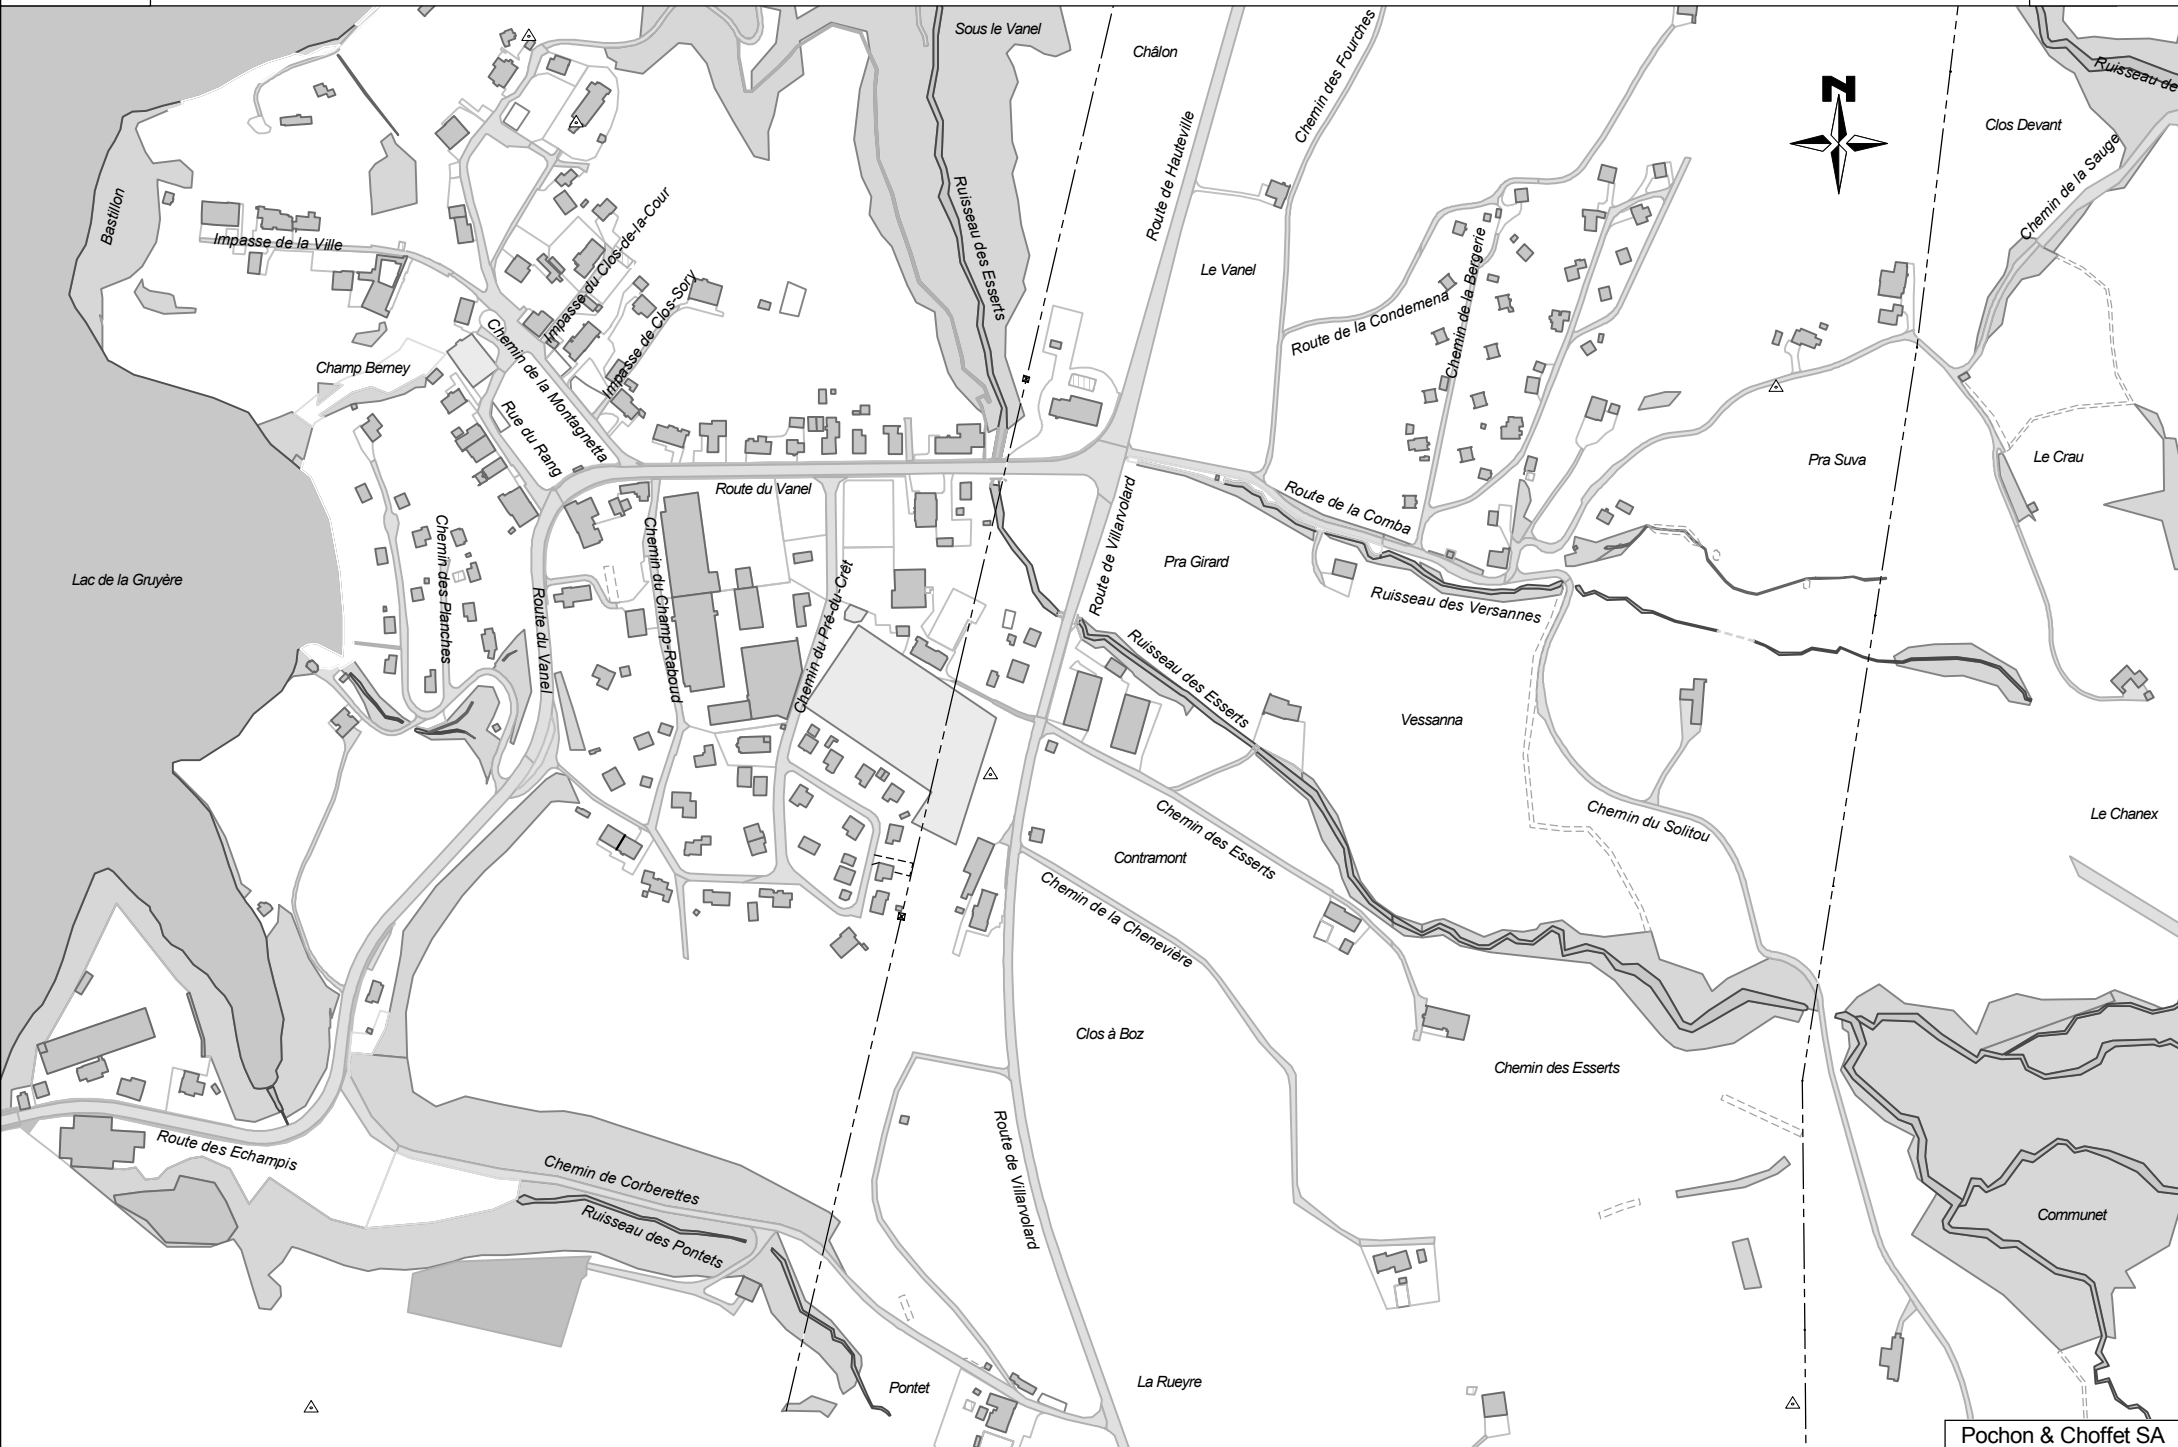 Sous le Vanel
Châlon
Chemin des Fourches
N
Ruisseau de
Clos Devant
Chemin de la Sauge
Bastillon
Impasse de la Ville
Impasse du Clos-de-la-Cour
Ruisseau des Esserts
Route de Hauteville
Le Vanel
Chemin de la Bergerie
Route de la Condemena
Impasse de Clos-Sory
Chemin de la Montagnetta
Champ Berney
Rue du Rang
Route du Vanel
Route de la Comba
Pra Suva
Le Crau
Lac de la Gruyère
Chemin des Planches
Route du Vanel
Chemin du Champ-Raboud
Chemin du Pré-du-Crêt
Route de Villarvolard
Pra Girard
Ruisseau des Versannes
Ruisseau des Esserts
Vessanna
Chemin du Solitou
Le Chanex
Chemin des Esserts
Contramont
Chemin de la Chenevière
Clos à Boz
Chemin des Esserts
Route des Echampis
Chemin de Corberettes
Ruisseau des Pontets
Route de Villarvolard
Communet
Pontet
La Rueyre
Pochon & Choffet SA